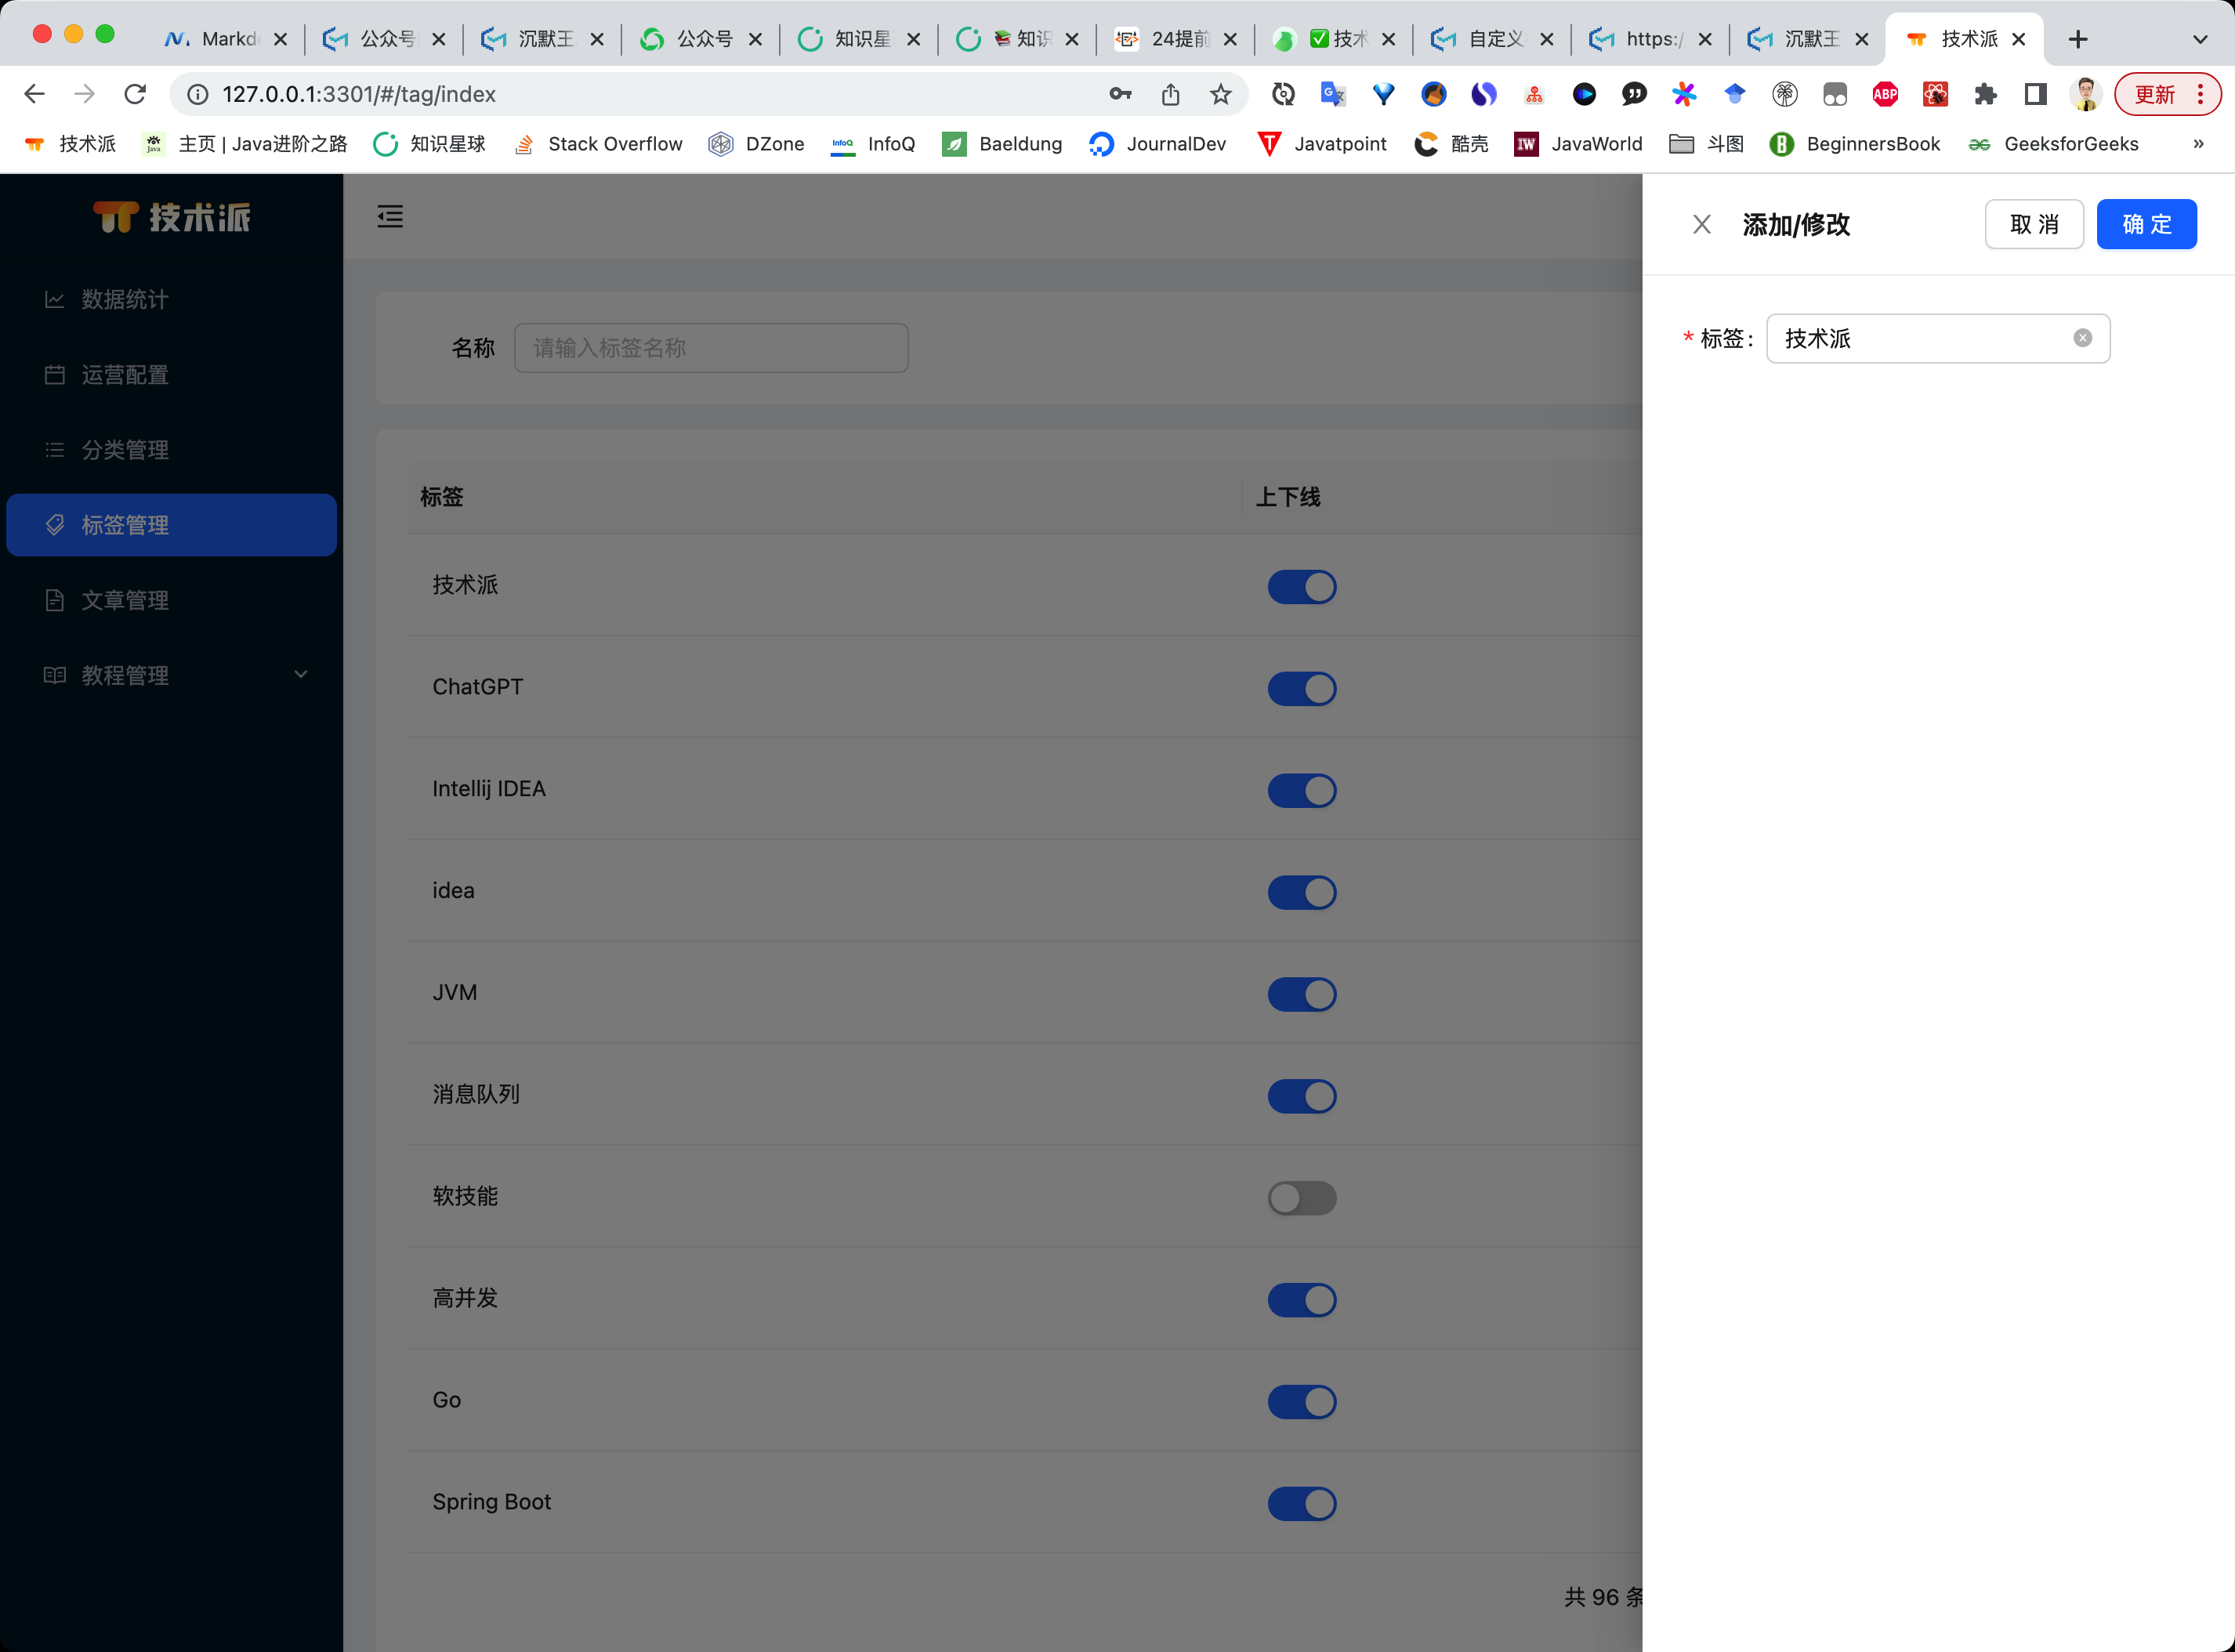 Markdo
公众号
沉默王
公众号
知识星
知识
24提前
技术
自定义
https:/
沉默王
技术派
127.0.0.1:3301/#/tag/index
ABP
更新
技术派
主页 | Java进阶之路
知识星球
Stack Overflow
DZone
InfoQ
InfoQ
Baeldung
JournalDev
Javatpoint
酷壳
IW
JavaWorld
斗图
B
BeginnersBook
GeeksforGeeks
»
技术派
数据统计
运营配置
分类管理
标签管理
文章管理
教程管理
名称
请输入标签名称
标签
上下线
技术派
ChatGPT
Intellij IDEA
idea
JVM
消息队列
软技能
高并发
Go
Spring Boot
共 96 条
添加/修改
取 消
确 定
* 标签:
技术派